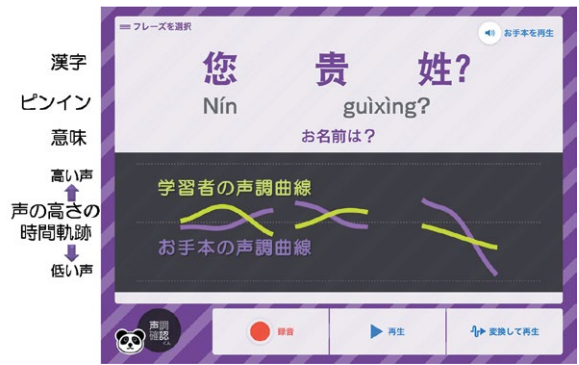 フレーズを選択
お手本を再生
漢字
您 贵 姓?
ピンイン
Nín guìxìng?
意味
お名前は?
高い声
声の高さの
時間軌跡
低い声
学習者の声調曲線
お手本の声調曲線
声調
確認
くん
録音
再生
変換して再生